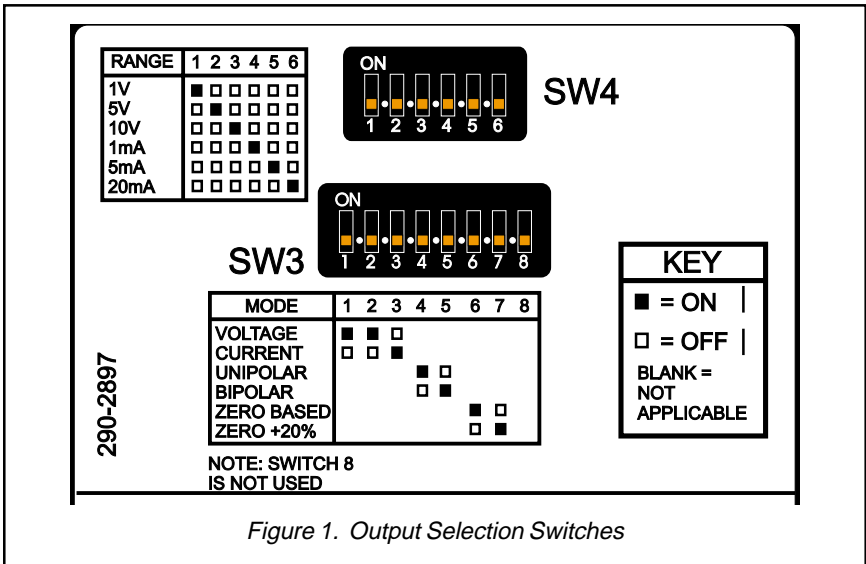 RANGE 1 2 3 4 5 6
1V ■ □ □ □ □ □
5V □ ■ □ □ □ □
10V □ □ ■ □ □ □
1mA □ □ □ ■ □ □
5mA □ □ □ □ ■ □
20mA □ □ □ □ □ ■
ON
1 2 3 4 5 6
SW4
ON
1 2 3 4 5 6 7 8
SW3
MODE 1 2 3 4 5 6 7 8
VOLTAGE ■ ■ □
CURRENT □ □ ■
UNIPOLAR ■ □
BIPOLAR □ ■
ZERO BASED ■ □
ZERO +20% □ ■
NOTE: SWITCH 8
IS NOT USED
290-2897
KEY
■ = ON |
□ = OFF |
BLANK =
NOT
APPLICABLE
Figure 1. Output Selection Switches